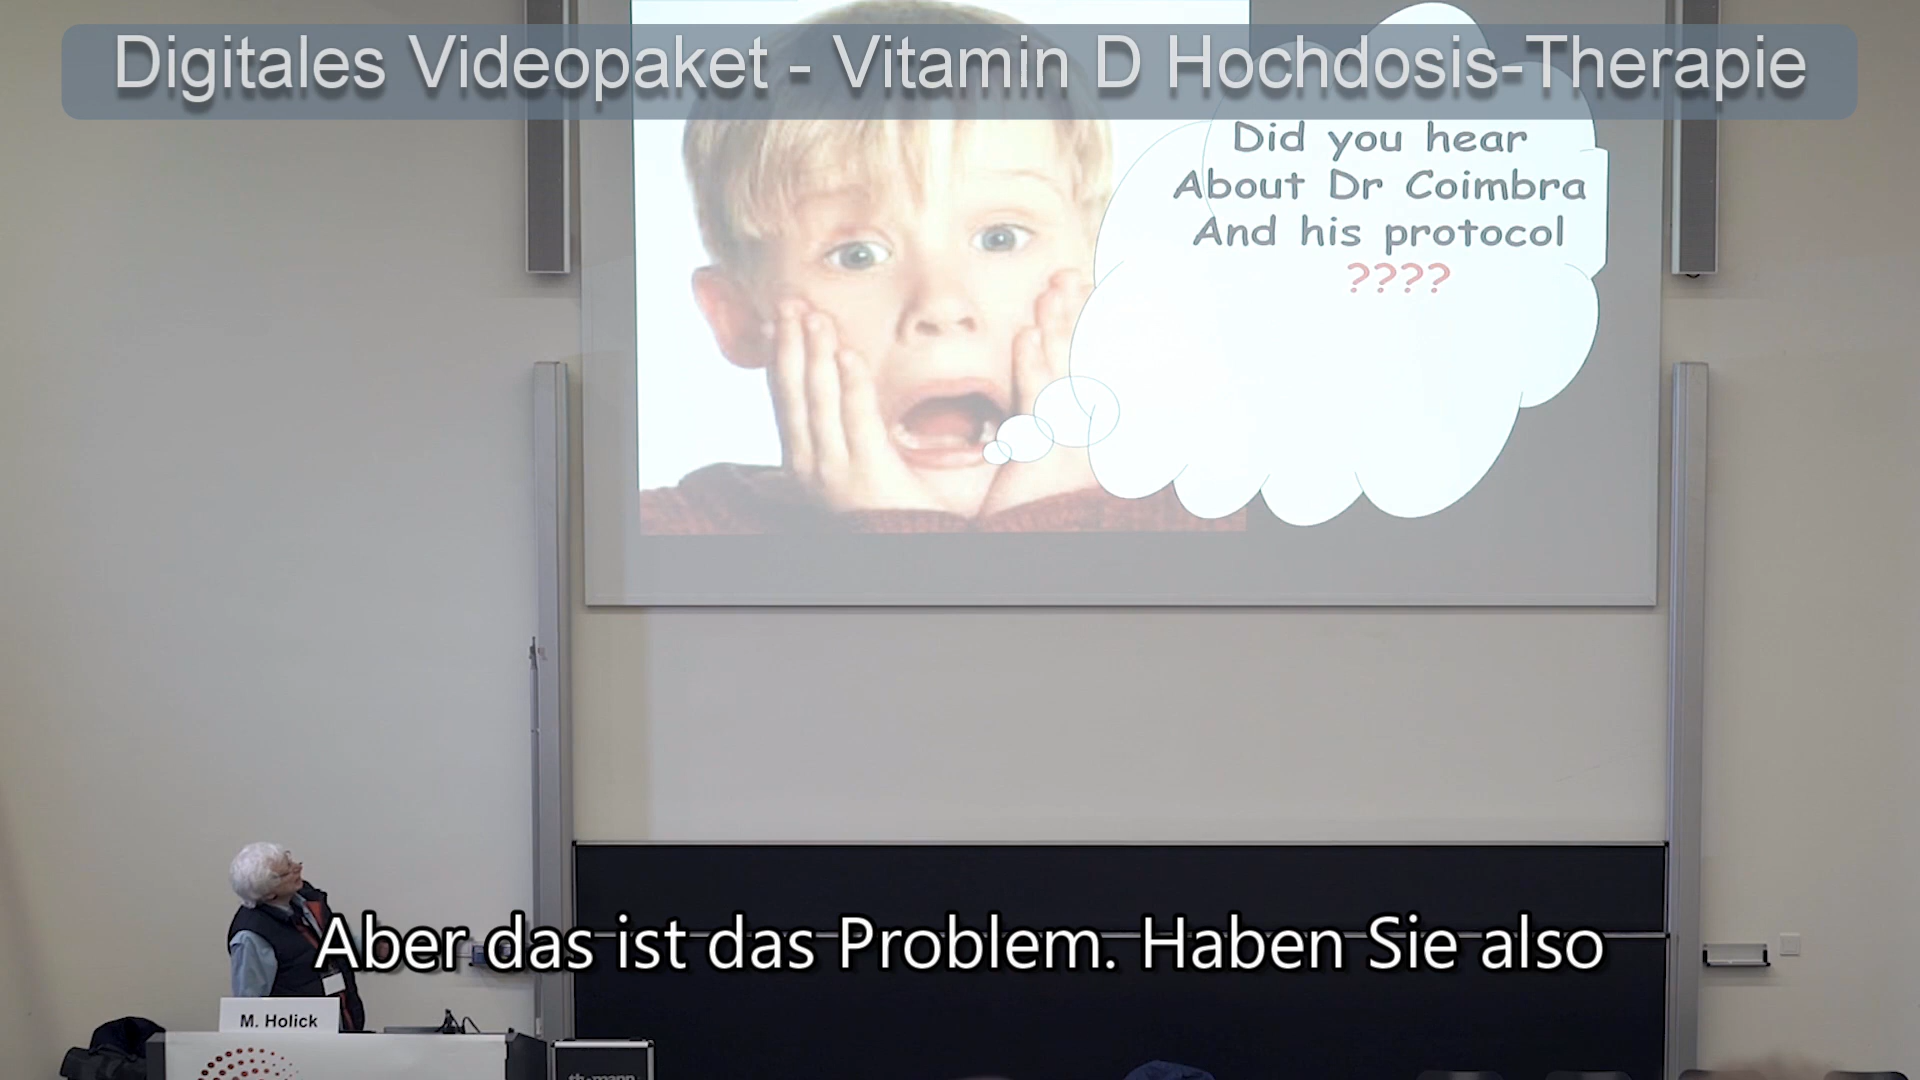 Digitales Videopaket - Vitamin D Hochdosis-Therapie
Did you hear
About Dr Coimbra
And his protocol
????
Aber das ist das Problem. Haben Sie also
M. Holick